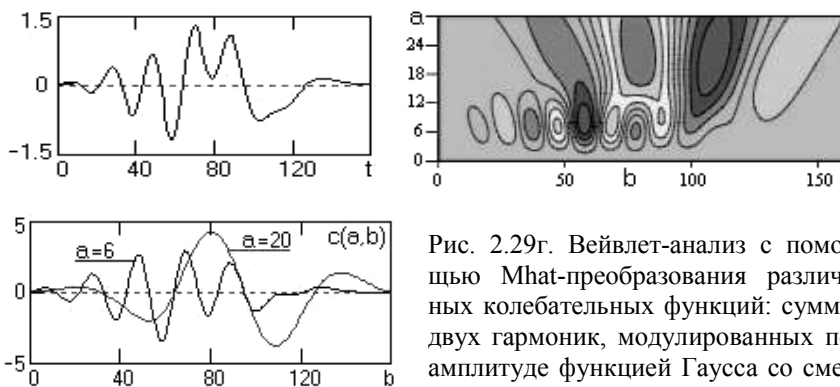 1.5
0
-1.5
0 40 80 120 t
a
24
18
12
6
0
0 50 b 100 150
5
0
-5
a=6
a=20
c(a,b)
0 40 80 120 b
Рис. 2.29г. Вейвлет-анализ с помо-
щью Mhat-преобразования различ-
ных колебательных функций: сумм
двух гармоник, модулированных п
амплитуде функцией Гаусса со сме